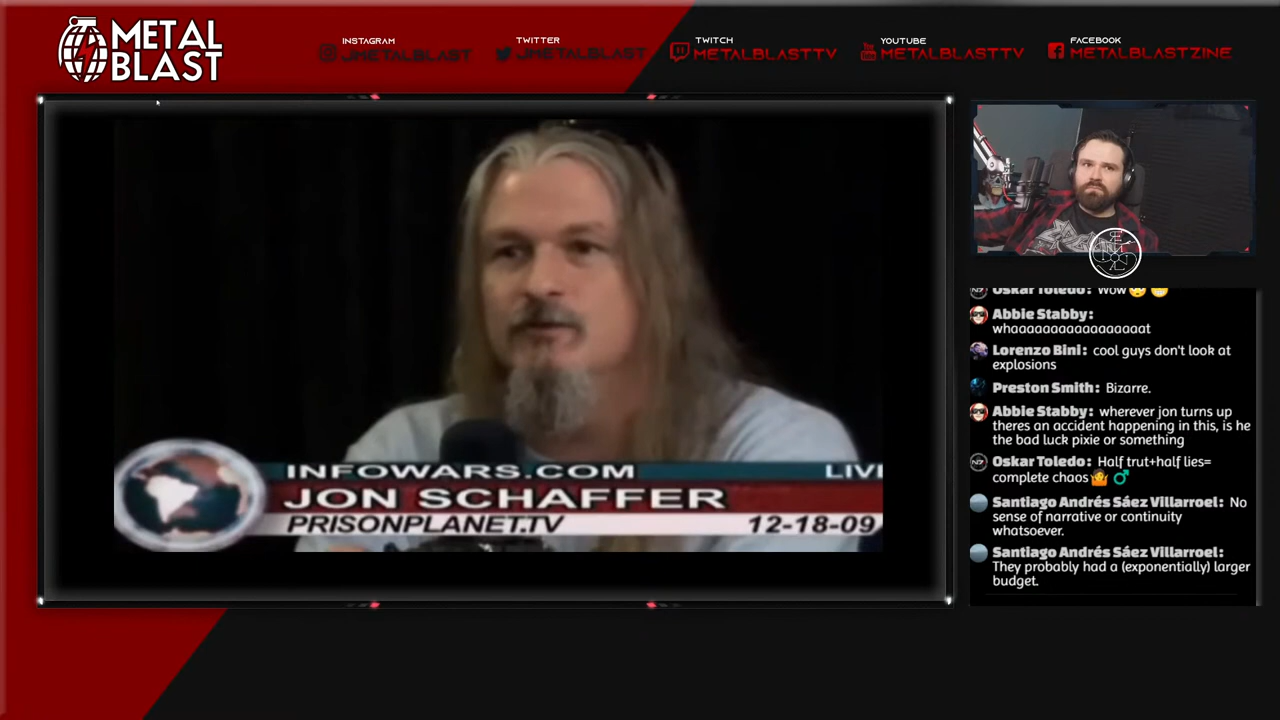 METAL
BLAST
INSTAGRAM
JMETALBLAST
TWITTER
JMETALBLAST
TWITCH
METALBLASTTV
YOUTUBE
METALBLASTTV
FACEBOOK
METALBLASTZINE
INFOWARS.COM
LIVE
JON SCHAFFER
PRISONPLANET.TV
12-18-09
Oskar Toledo: Wow😲😁
Abbie Stabby:
whaaaaaaaaaaaaaaaaat
Lorenzo Bini: cool guys don't look at
explosions
Preston Smith: Bizarre.
Abbie Stabby: wherever jon turns up
theres an accident happening in this, is he
the bad luck pixie or something
Oskar Toledo: Half trut+half lies=
complete chaos🤷♂
Santiago Andrés Sáez Villarroel: No
sense of narrative or continuity
whatsoever.
Santiago Andrés Sáez Villarroel:
They probably had a (exponentially) larger
budget.